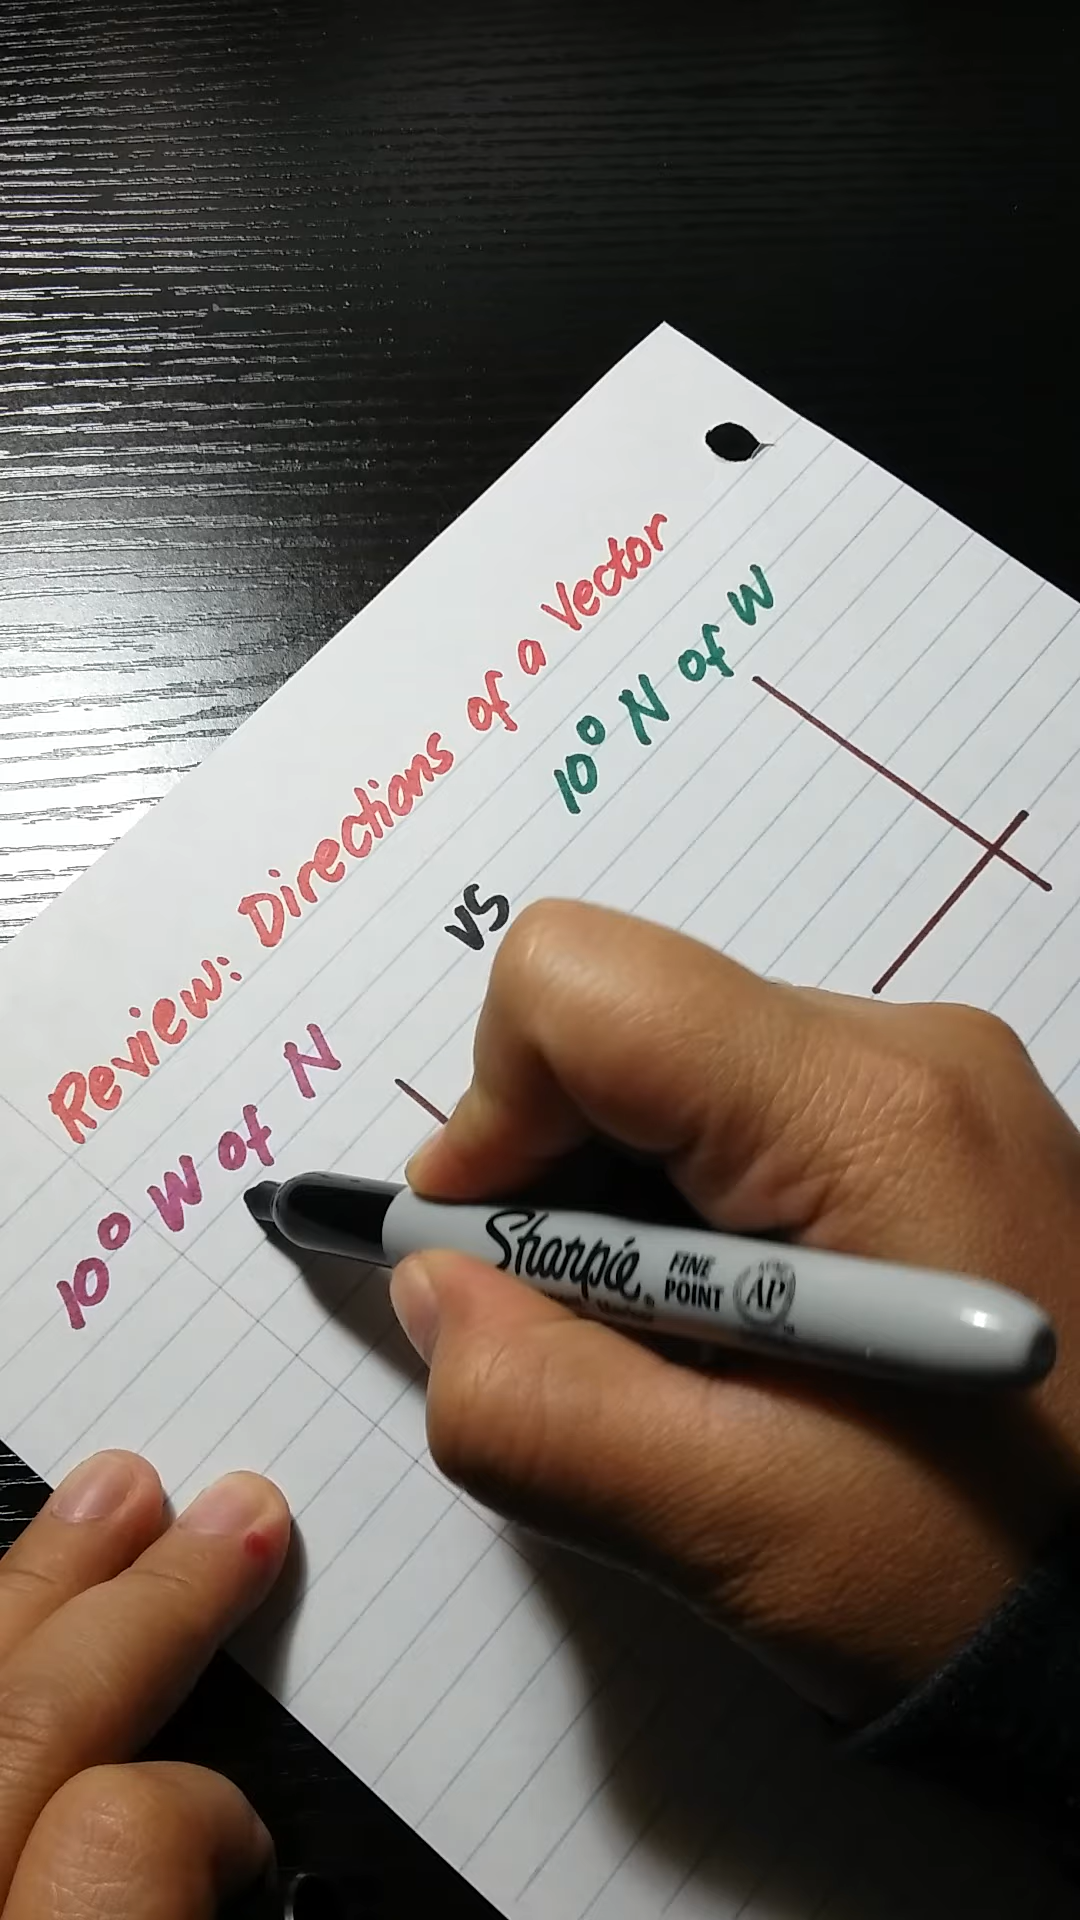 Review: Directions of a Vector
10° W of N
vs
10° N of W
Sharpie
FINE
POINT
AP